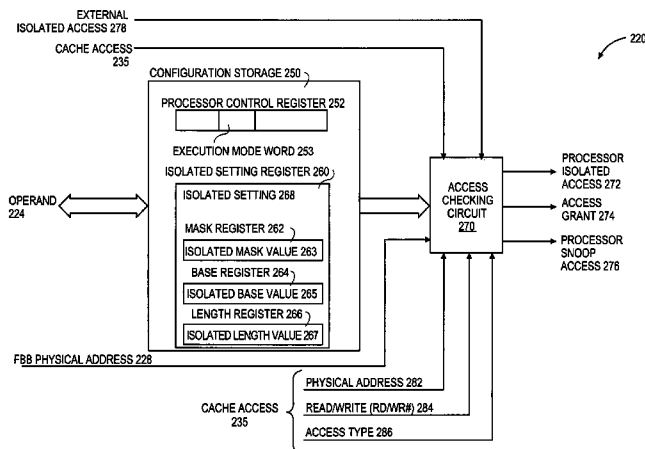 EXTERNAL
ISOLATED ACCESS 278
CACHE ACCESS
235
220
CONFIGURATION STORAGE 250
PROCESSOR CONTROL REGISTER 252
EXECUTION MODE WORD 253
ISOLATED SETTING REGISTER 260
ISOLATED SETTING 268
MASK REGISTER 262
ISOLATED MASK VALUE 263
BASE REGISTER 264
ISOLATED BASE VALUE 265
LENGTH REGISTER 266
ISOLATED LENGTH VALUE 267
OPERAND
224
ACCESS
CHECKING
CIRCUIT
270
PROCESSOR
ISOLATED
ACCESS 272
ACCESS
GRANT 274
PROCESSOR
SNOOP
ACCESS 276
FBB PHYSICAL ADDRESS 228
CACHE ACCESS
235
PHYSICAL ADDRESS 282
READ/WRITE (RD/WR#) 284
ACCESS TYPE 286